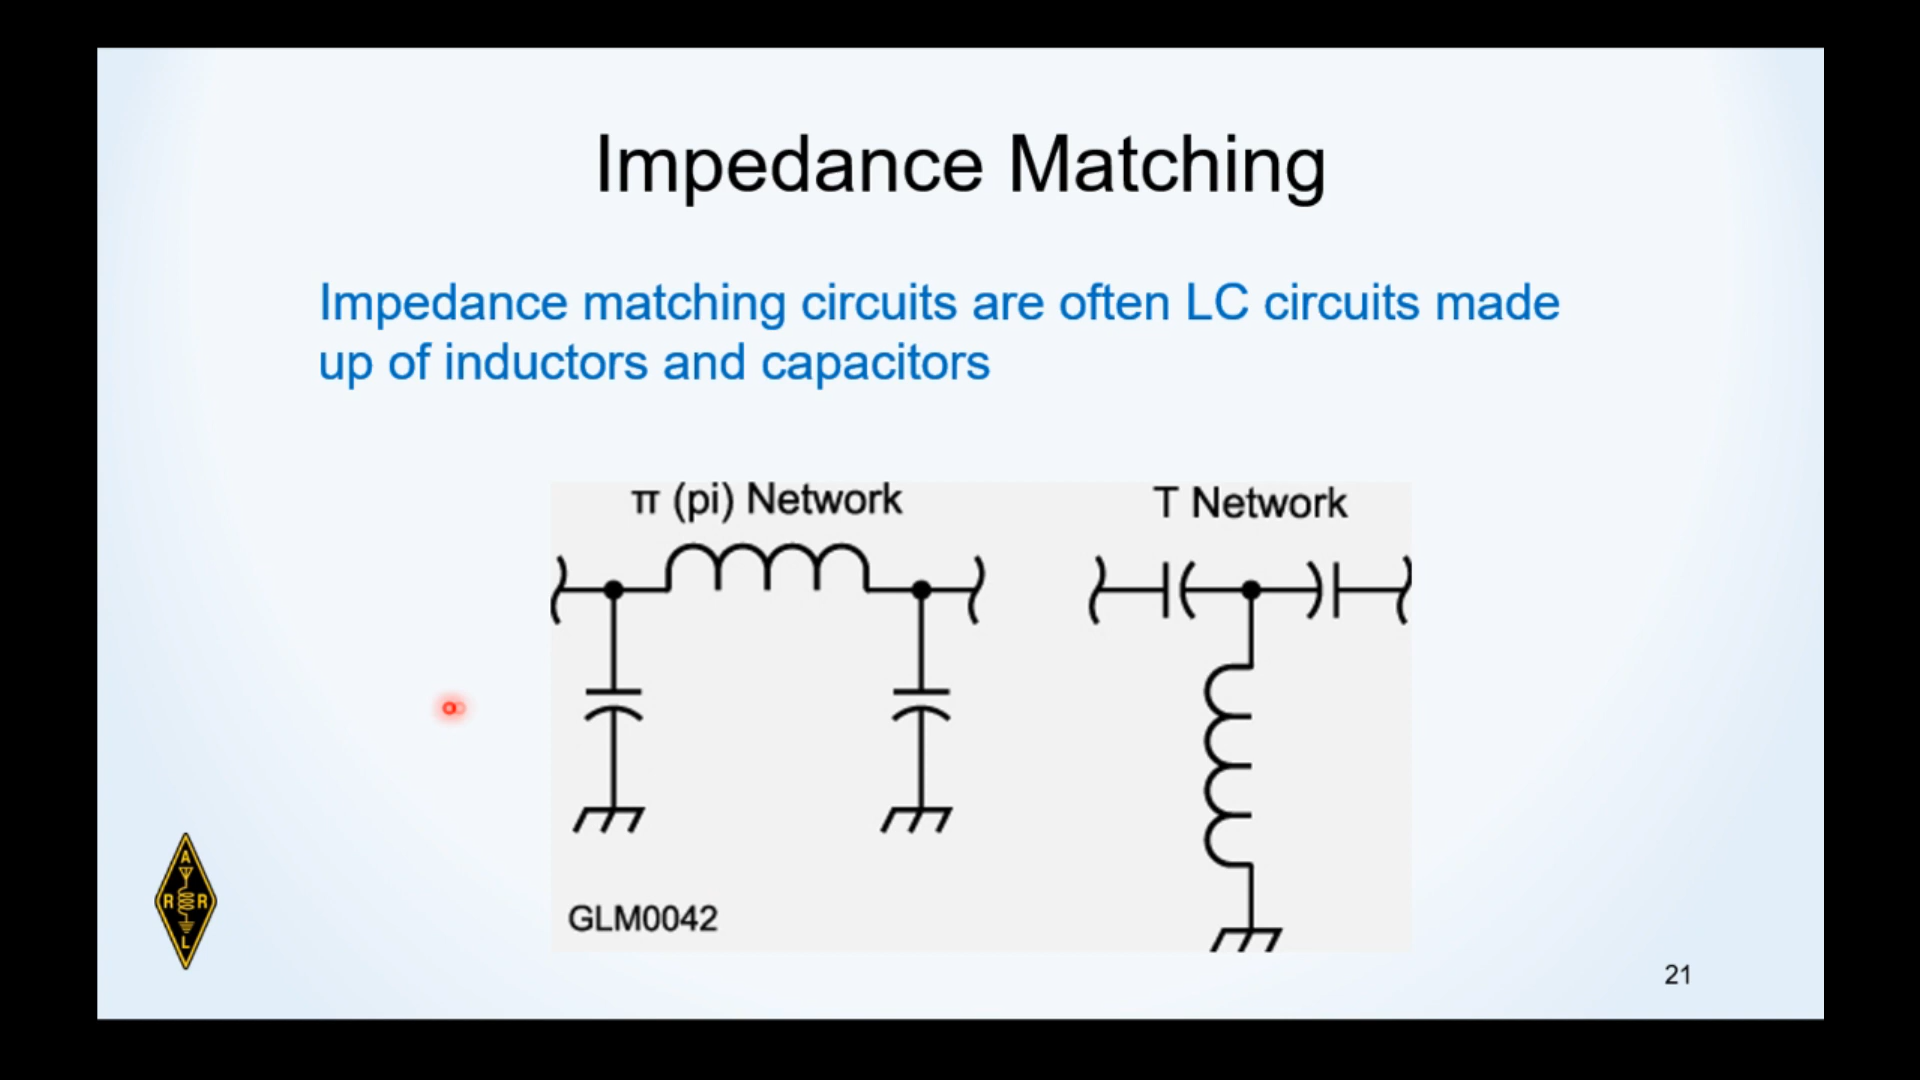 Impedance Matching
Impedance matching circuits are often LC circuits made
up of inductors and capacitors
π (pi) Network
T Network
GLM0042
A
R R
L
21